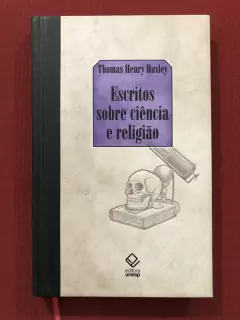 Thomas Henry Huxley
Escritos
sobre ciência
e religião
editora
unesp